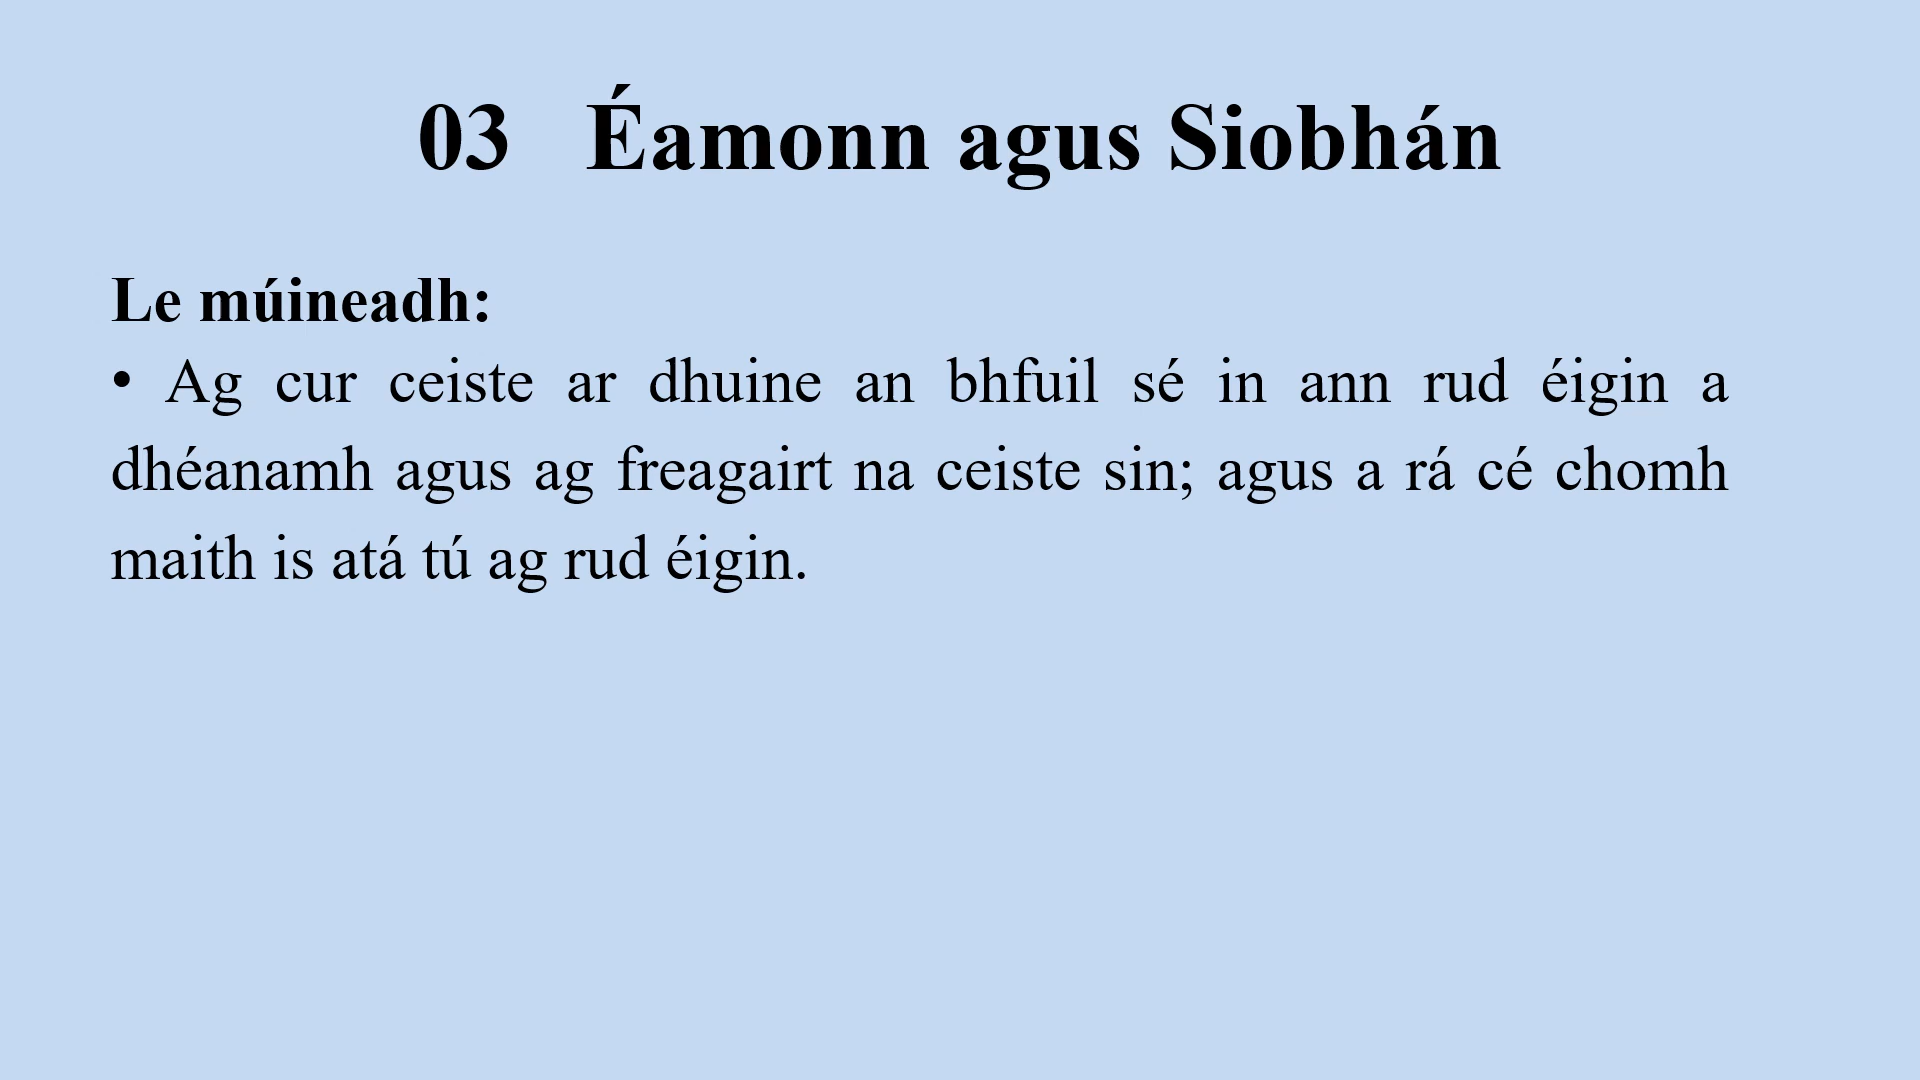 03 Éamonn agus Siobhán
Le múineadh:
• Ag cur ceiste ar dhuine an bhfuil sé in ann rud éigin a
dhéanamh agus ag freagairt na ceiste sin; agus a rá cé chomh
maith is atá tú ag rud éigin.